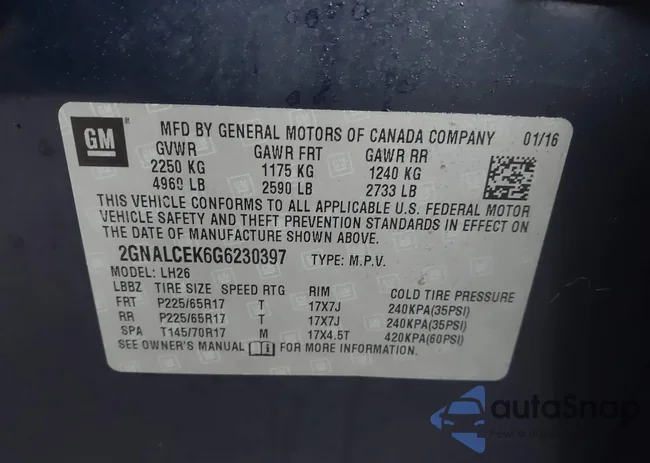 GM
MFD BY GENERAL MOTORS OF CANADA COMPANY 01/16
GVWR GAWR FRT GAWR RR
2250 KG 1175 KG 1240 KG
4960 LB 2590 LB 2733 LB
THIS VEHICLE CONFORMS TO ALL APPLICABLE U.S. FEDERAL MOTOR
VEHICLE SAFETY AND THEFT PREVENTION STANDARDS IN EFFECT ON
THE DATE OF MANUFACTURE SHOWN ABOVE.
2GNALCEK6G6230397 TYPE: M.P.V.
MODEL: LH26
LBBZ TIRE SIZE SPEED RTG RIM COLD TIRE PRESSURE
FRT P225/65R17 T 17X7J 240KPA(35PSI)
RR P225/65R17 T 17X7J 240KPA(35PSI)
SPA T145/70R17 M 17X4.5T 420KPA(60PSI)
SEE OWNER'S MANUAL FOR MORE INFORMATION.
autoSnap